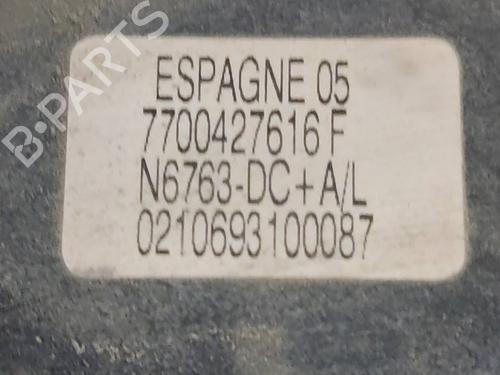 B-PARTS
ESPAGNE 05
7700427616 F
N6763-DC+A/L
0210693100087